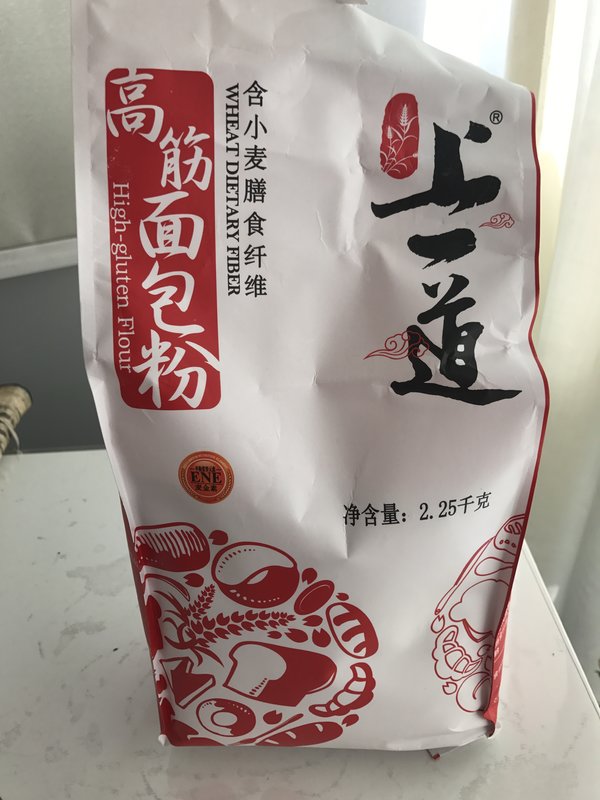 高筋面包粉
High-gluten Flour
含小麦膳食纤维
WHEAT DIETARY FIBER
上一道
®
ENE
净含量：2.25千克